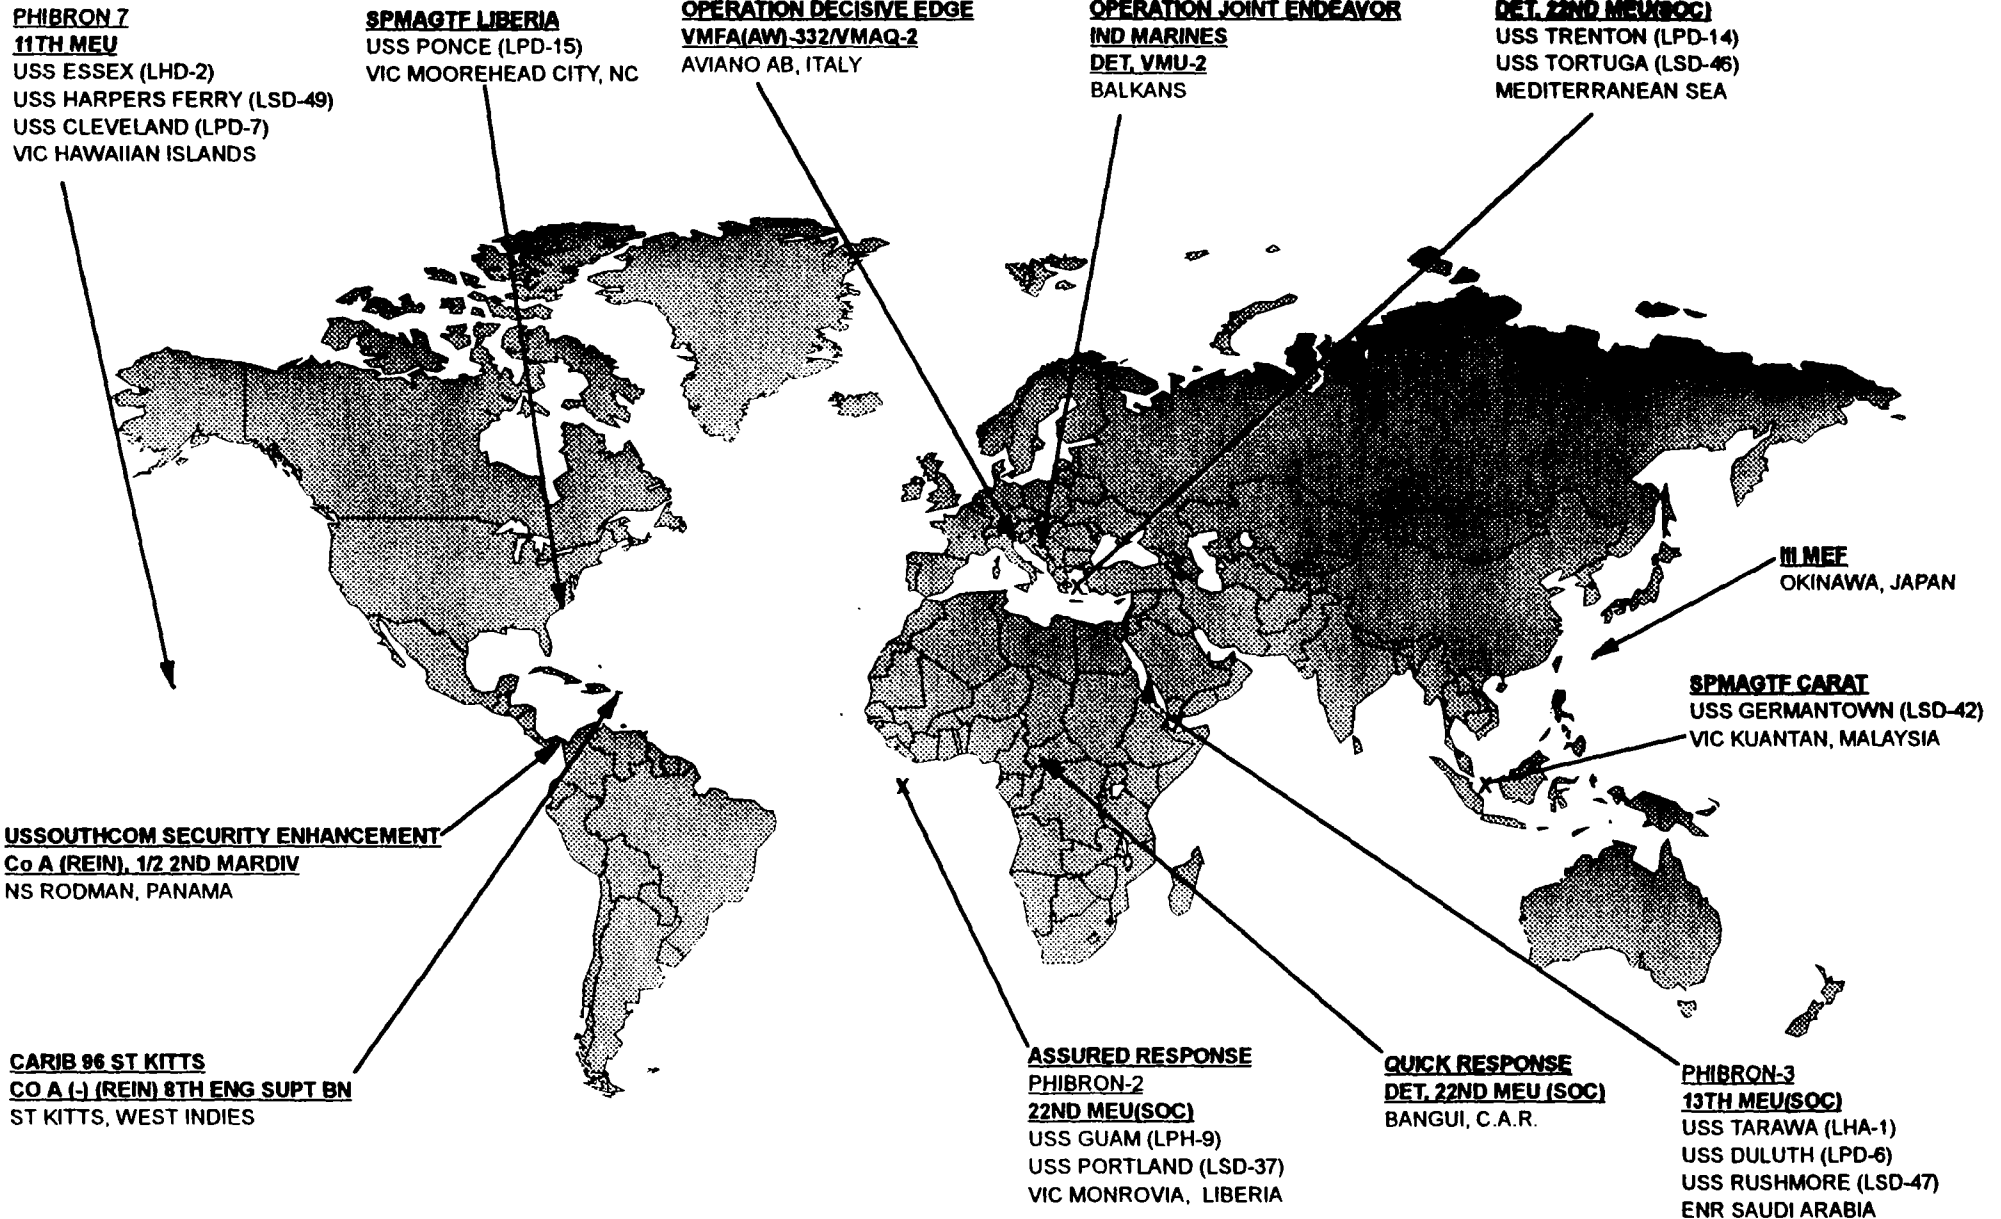 PHIBRON 7
11TH MEU
USS ESSEX (LHD-2)
USS HARPERS FERRY (LSD-49)
USS CLEVELAND (LPD-7)
VIC HAWAIIAN ISLANDS
SPMAGTF LIBERIA
USS PONCE (LPD-15)
VIC MOOREHEAD CITY, NC
OPERATION DECISIVE EDGE
VMFA(AW)-332/VMAQ-2
AVIANO AB, ITALY
OPERATION JOINT ENDEAVOR
IND MARINES
DET, VMU-2
BALKANS
DET, 22ND MEU(SOC)
USS TRENTON (LPD-14)
USS TORTUGA (LSD-46)
MEDITERRANEAN SEA
III MEF
OKINAWA, JAPAN
SPMAGTF CARAT
USS GERMANTOWN (LSD-42)
VIC KUANTAN, MALAYSIA
USSOUTHCOM SECURITY ENHANCEMENT
Co A (REIN), 1/2 2ND MARDIV
NS RODMAN, PANAMA
CARIB 96 ST KITTS
CO A (-) (REIN) 8TH ENG SUPT BN
ST KITTS, WEST INDIES
ASSURED RESPONSE
PHIBRON-2
22ND MEU(SOC)
USS GUAM (LPH-9)
USS PORTLAND (LSD-37)
VIC MONROVIA, LIBERIA
QUICK RESPONSE
DET, 22ND MEU (SOC)
BANGUI, C.A.R.
PHIBRON-3
13TH MEU(SOC)
USS TARAWA (LHA-1)
USS DULUTH (LPD-6)
USS RUSHMORE (LSD-47)
ENR SAUDI ARABIA